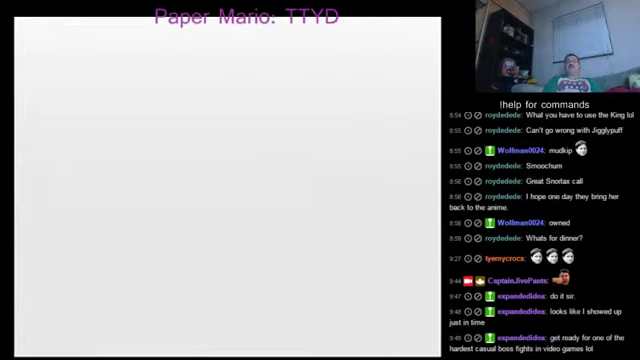 Paper Mario: TTYD
!help for commands
8:54 roydedede: What you have to use the King lol
8:55 roydedede: Can't go wrong with Jigglypuff
8:55 Wolfman0024: mudkip
8:55 roydedede: Smoochum
8:56 roydedede: Great Snorlax call
8:56 roydedede: I hope one day they bring her
back to the anime.
8:58 Wolfman0024: owned
8:59 roydedede: Whats for dinner?
9:27 tyemycrocs:
9:44 CaptainJivePants:
9:47 expandedidea: do it sir.
9:48 expandedidea: looks like I showed up
just in time
9:49 expandedidea: get ready for one of the
hardest casual boss fights in video games lol